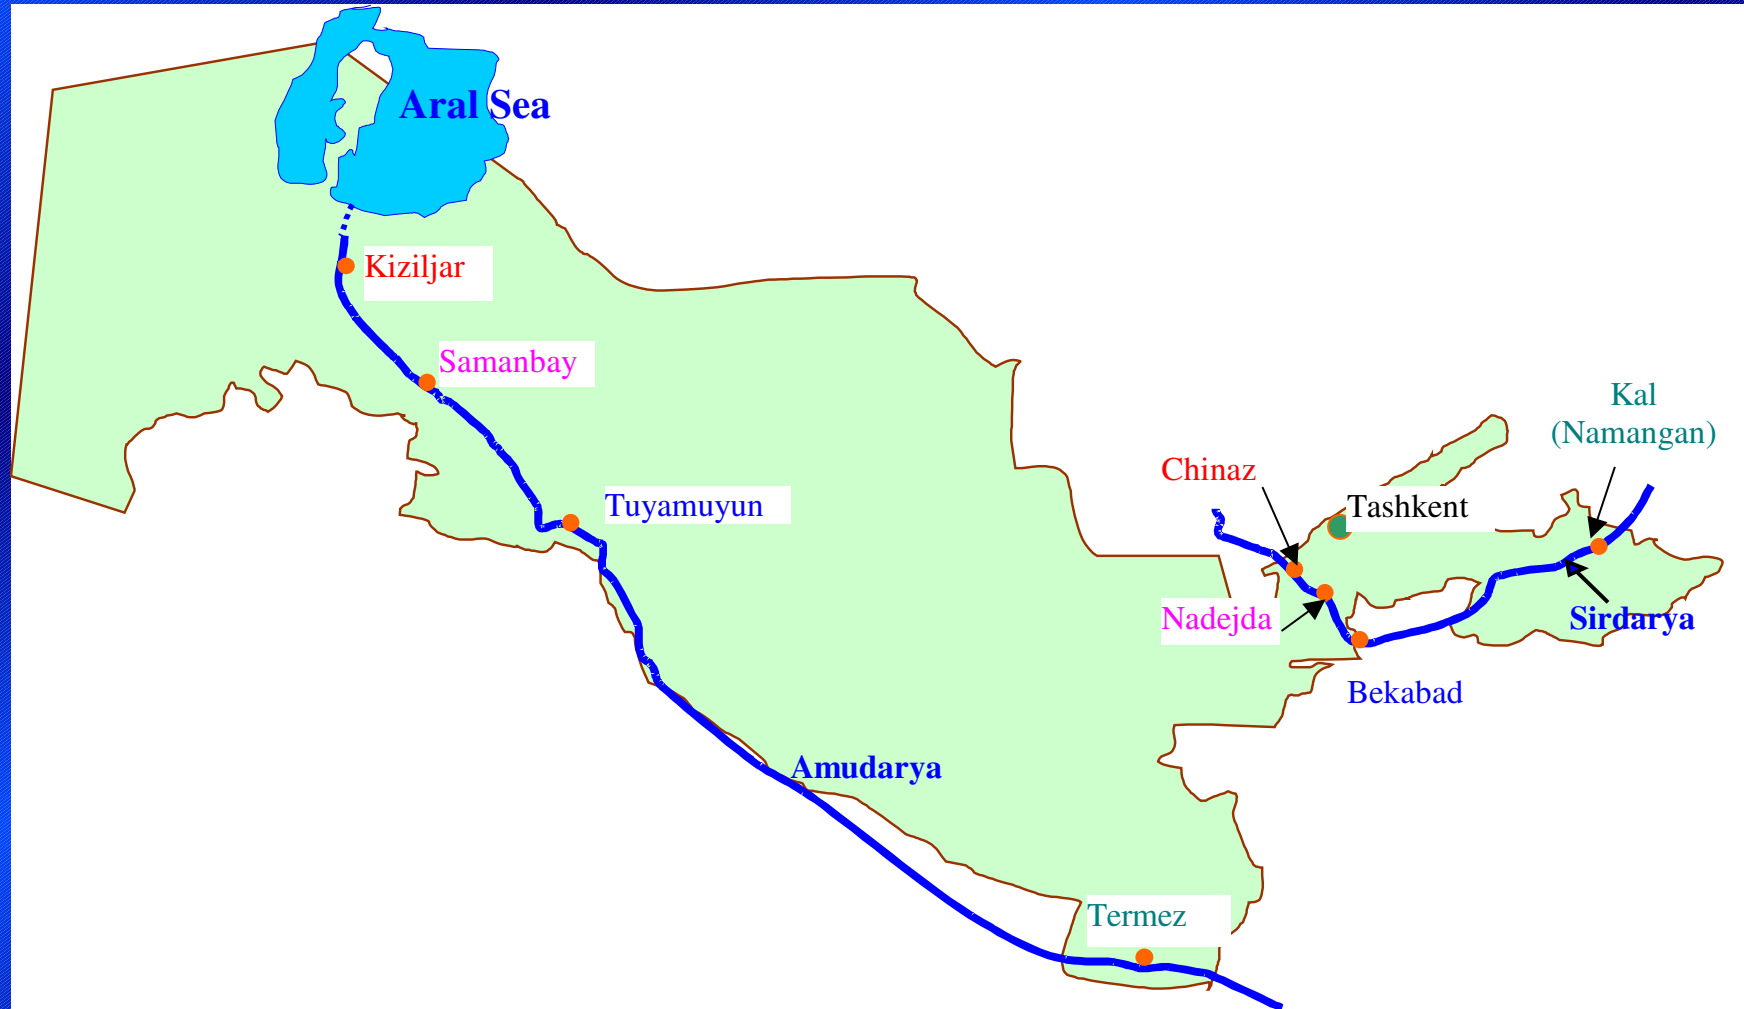 Aral Sea
Kiziljar
Samanbay
Kal
(Namangan)
Chinaz
Tuyamuyun
Tashkent
Nadejda
Sirdarya
Bekabad
Amudarya
Termez